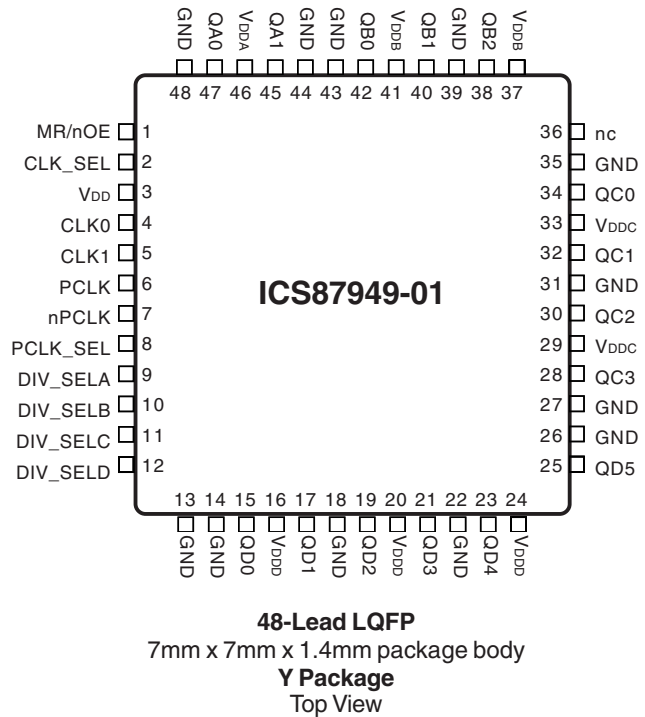 GND QA0 VDDA QA1 GND GND QB0 VDDB QB1 GND QB2 VDDB
48 47 46 45 44 43 42 41 40 39 38 37
MR/nOE 1 36 nc
CLK_SEL 2 35 GND
VDD 3 34 QC0
CLK0 4 33 VDDC
CLK1 5 32 QC1
PCLK 6 31 GND
ICS87949-01
nPCLK 7 30 QC2
PCLK_SEL 8 29 VDDC
DIV_SELA 9 28 QC3
DIV_SELB 10 27 GND
DIV_SELC 11 26 GND
DIV_SELD 12 25 QD5
13 14 15 16 17 18 19 20 21 22 23 24
GND GND QD0 VDDD QD1 GND QD2 VDDD QD3 GND QD4 VDDD
48-Lead LQFP
7mm x 7mm x 1.4mm package body
Y Package
Top View